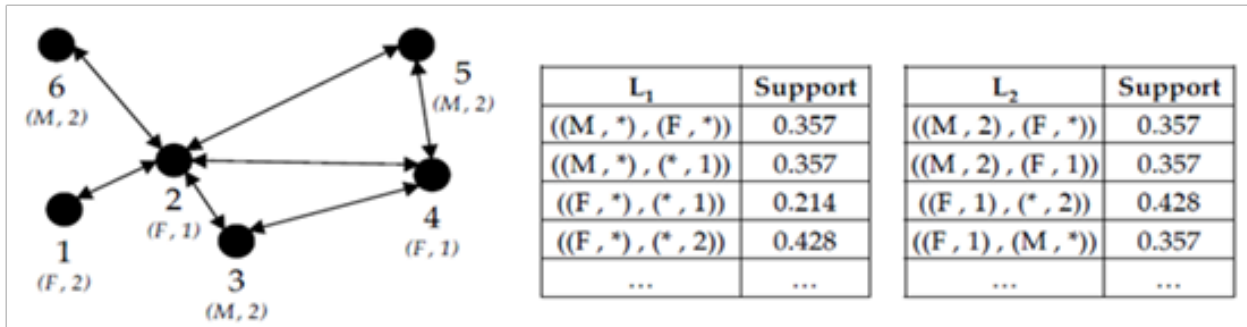 6
(M, 2)
5
(M, 2)
2
(F, 1)
4
(F, 1)
1
(F, 2)
3
(M, 2)
L1 Support
((M, *), (F, *)) 0.357
((M, *), (*, 1)) 0.357
((F, *), (*, 1)) 0.214
((F, *), (*, 2)) 0.428
... ...
L2 Support
((M, 2), (F, *)) 0.357
((M, 2), (F, 1)) 0.357
((F, 1), (*, 2)) 0.428
((F, 1), (M, *)) 0.357
... ...